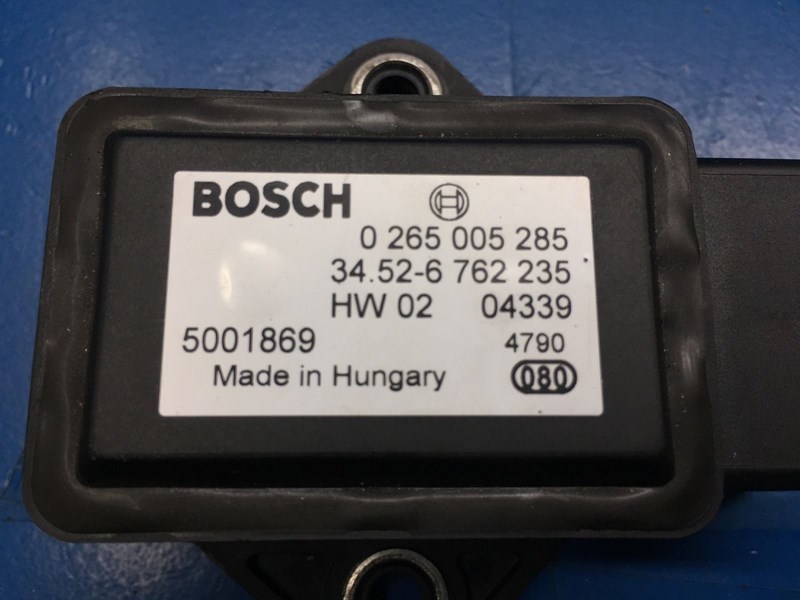 BOSCH
0 265 005 285
34.52-6 762 235
HW 02 04339
5001869 4790
Made in Hungary 080